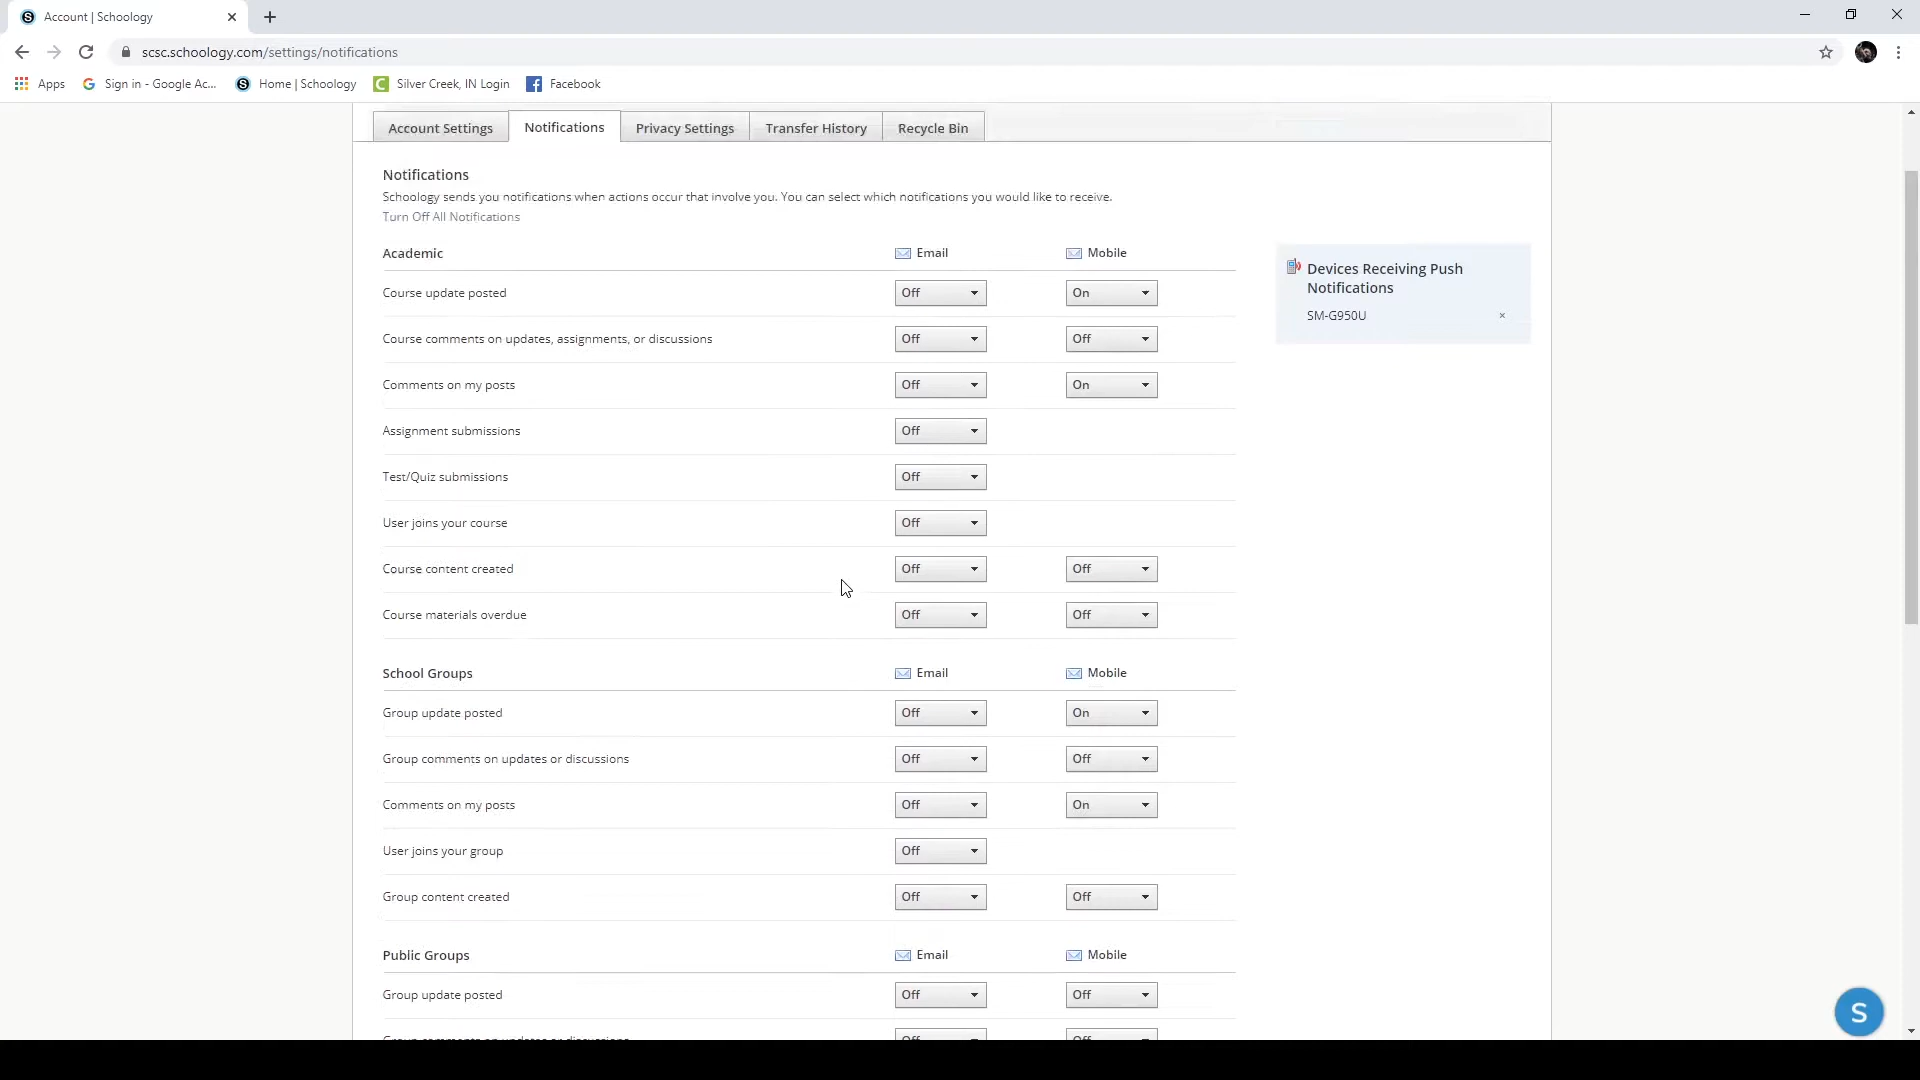 Account | Schoology
scsc.schoology.com/settings/notifications
Apps Sign in - Google Ac... Home | Schoology Silver Creek, IN Login Facebook
Account Settings Notifications Privacy Settings Transfer History Recycle Bin
Notifications
Schoology sends you notifications when actions occur that involve you. You can select which notifications you would like to receive.
Turn Off All Notifications
Academic Email Mobile
Devices Receiving Push
Notifications
SM-G950U ×
Course update posted Off On
Course comments on updates, assignments, or discussions Off Off
Comments on my posts Off On
Assignment submissions Off
Test/Quiz submissions Off
User joins your course Off
Course content created Off Off
Course materials overdue Off Off
School Groups Email Mobile
Group update posted Off On
Group comments on updates or discussions Off Off
Comments on my posts Off On
User joins your group Off
Group content created Off Off
Public Groups Email Mobile
Group update posted Off Off
Group comments on updates or discussions Off Off
S